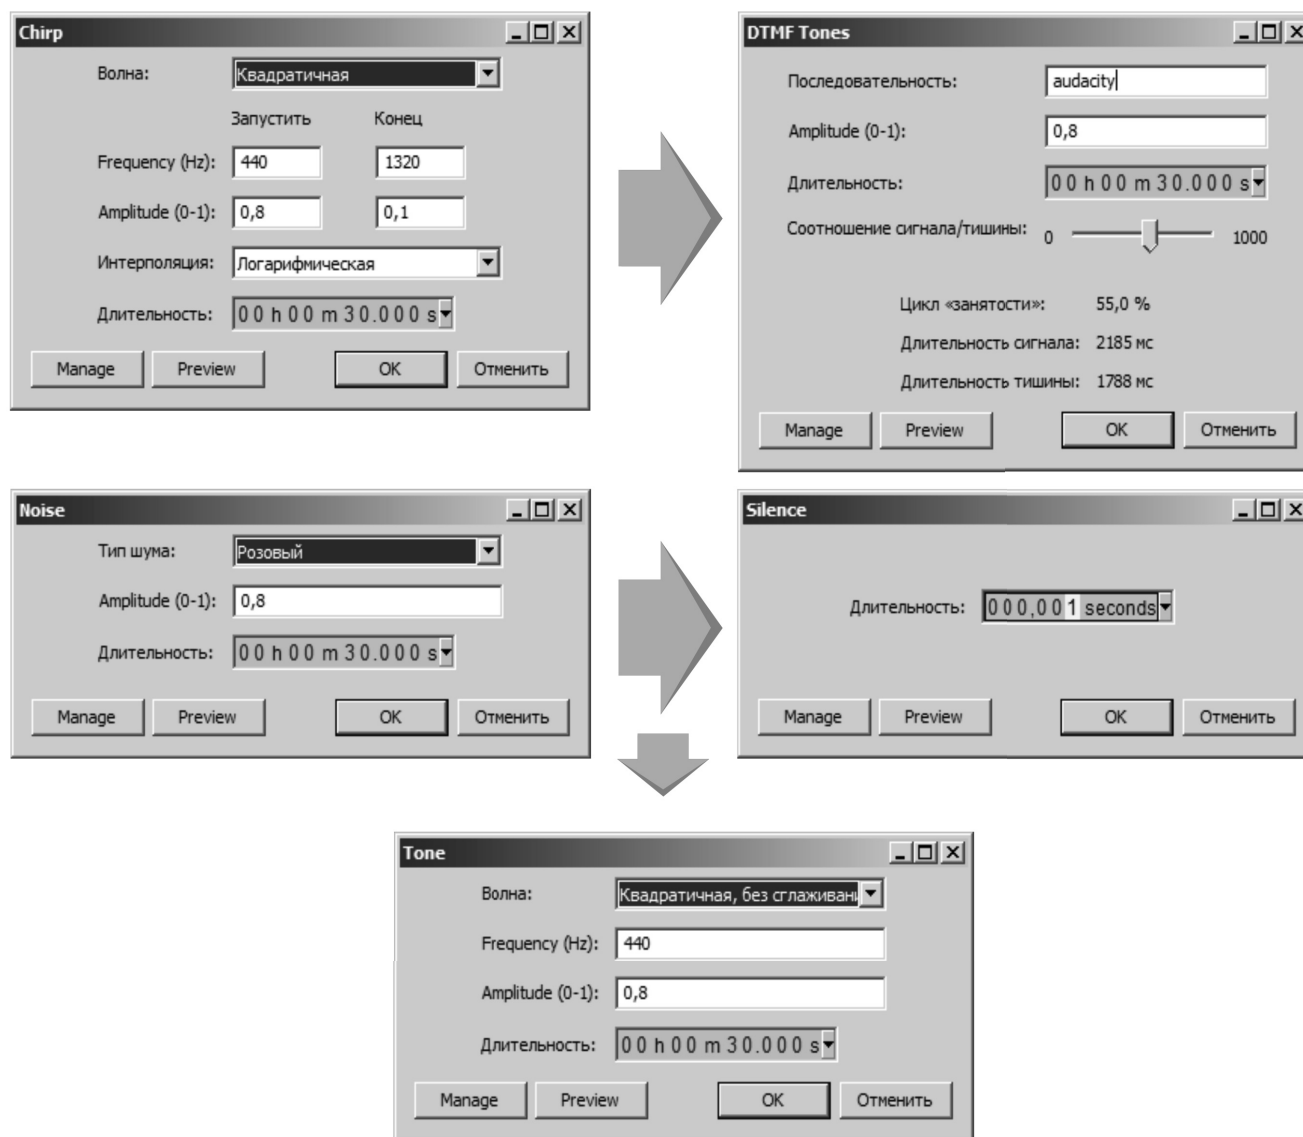 Chirp
Волна: Квадратичная
Запустить Конец
Frequency (Hz): 440 1320
Amplitude (0-1): 0,8 0,1
Интерполяция: Логарифмическая
Длительность: 00 h 00 m 30.000 s
Manage Preview OK Отменить
DTMF Tones
Последовательность: audacity
Amplitude (0-1): 0,8
Длительность: 00 h 00 m 30.000 s
Соотношение сигнала/тишины: 0 1000
Цикл «занятости»: 55,0 %
Длительность сигнала: 2185 мс
Длительность тишины: 1788 мс
Manage Preview OK Отменить
Noise
Тип шума: Розовый
Amplitude (0-1): 0,8
Длительность: 00 h 00 m 30.000 s
Manage Preview OK Отменить
Silence
Длительность: 000,001 seconds
Manage Preview OK Отменить
Tone
Волна: Квадратичная, без сглаживани
Frequency (Hz): 440
Amplitude (0-1): 0,8
Длительность: 00 h 00 m 30.000 s
Manage Preview OK Отменить